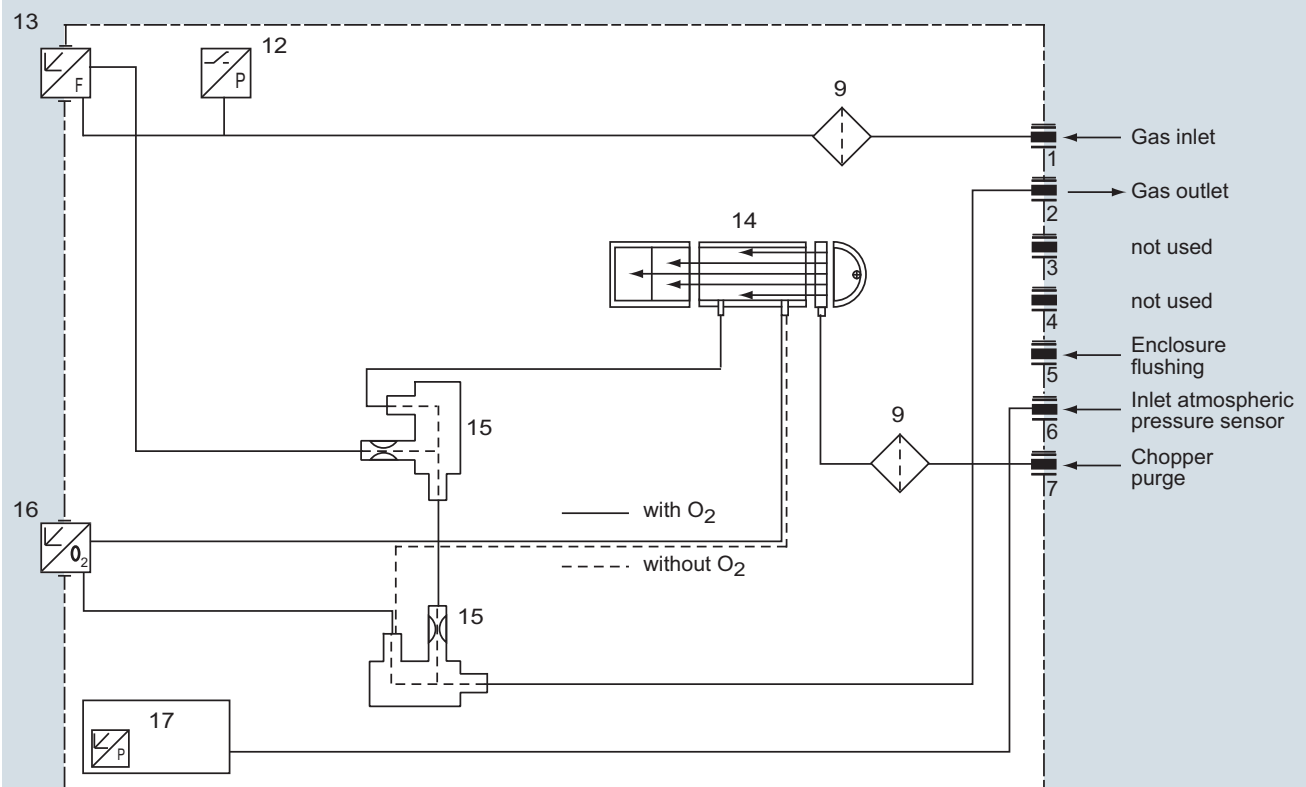 13
F
12
P
9
1
Gas inlet
2
Gas outlet
14
3
not used
4
not used
5
Enclosure
flushing
6
Inlet atmospheric
pressure sensor
15
9
7
Chopper
purge
16
O2
with O2
without O2
15
17
P